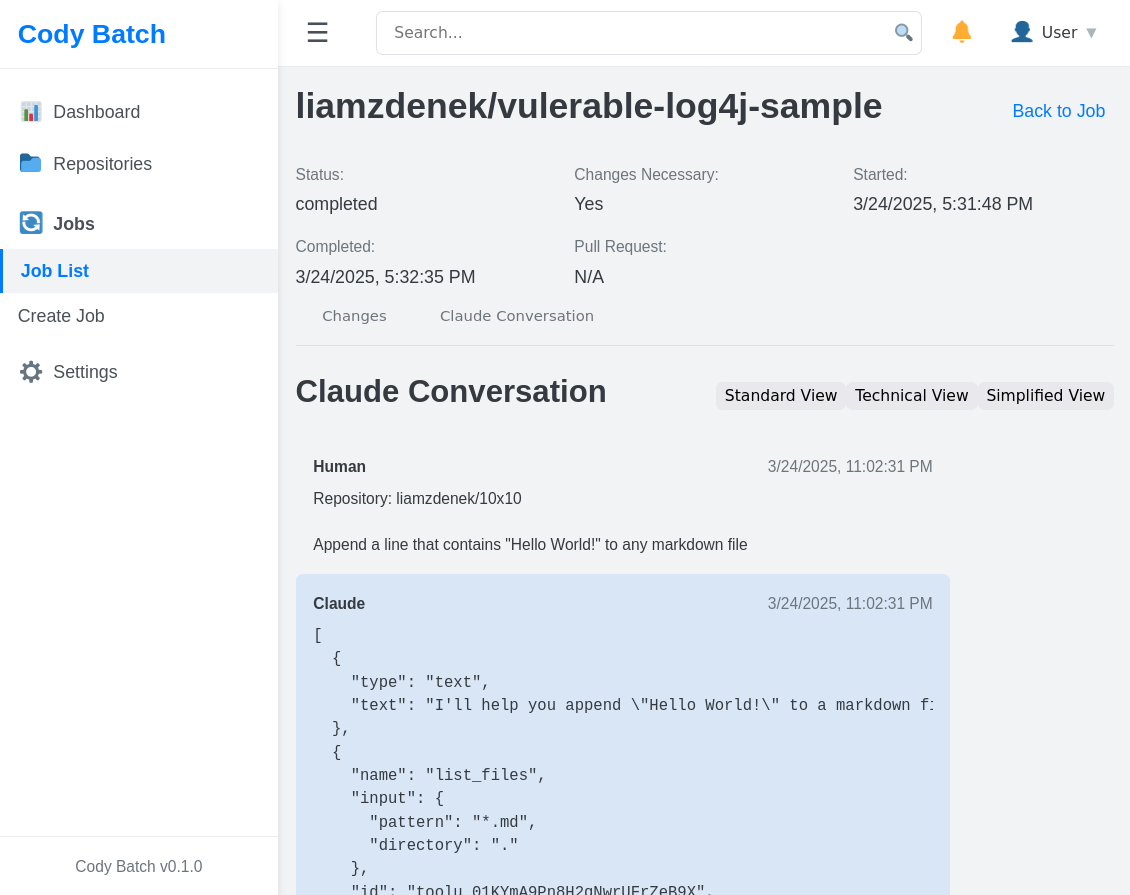 Cody Batch
☰
Search...
User ▼
Dashboard
Repositories
Jobs
Job List
Create Job
Settings
Cody Batch v0.1.0
liamzdenek/vulerable-log4j-sample
Back to Job
Status:
completed
Changes Necessary:
Yes
Started:
3/24/2025, 5:31:48 PM
Completed:
3/24/2025, 5:32:35 PM
Pull Request:
N/A
Changes
Claude Conversation
Claude Conversation
Standard View
Technical View
Simplified View
Human
3/24/2025, 11:02:31 PM
Repository: liamzdenek/10x10
Append a line that contains "Hello World!" to any markdown file
Claude
3/24/2025, 11:02:31 PM
[
  {
    "type": "text",
    "text": "I'll help you append \"Hello World!\" to a markdown fi
  },
  {
    "name": "list_files",
    "input": {
      "pattern": "*.md",
      "directory": "."
    },
    "id":